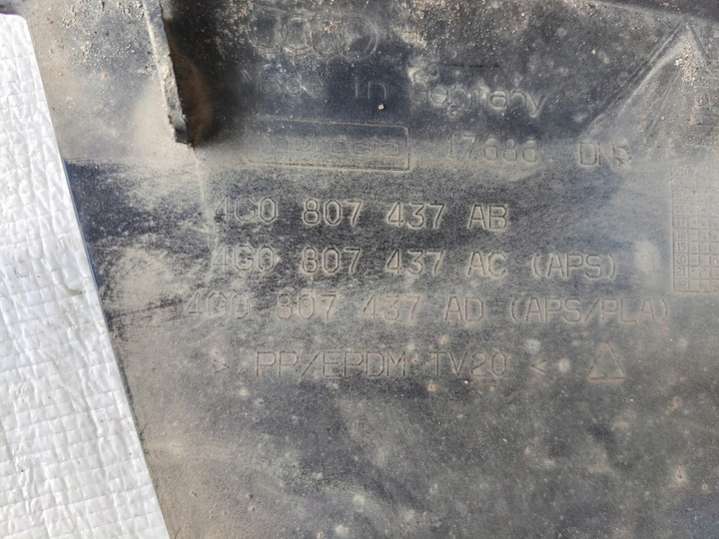 Made in Germany
17686 DNS
4G0 807 437 AB
4G0 807 437 AC (APS)
4G0 807 437 AD (APS/PLA)
> PP/EPDM TV20 <